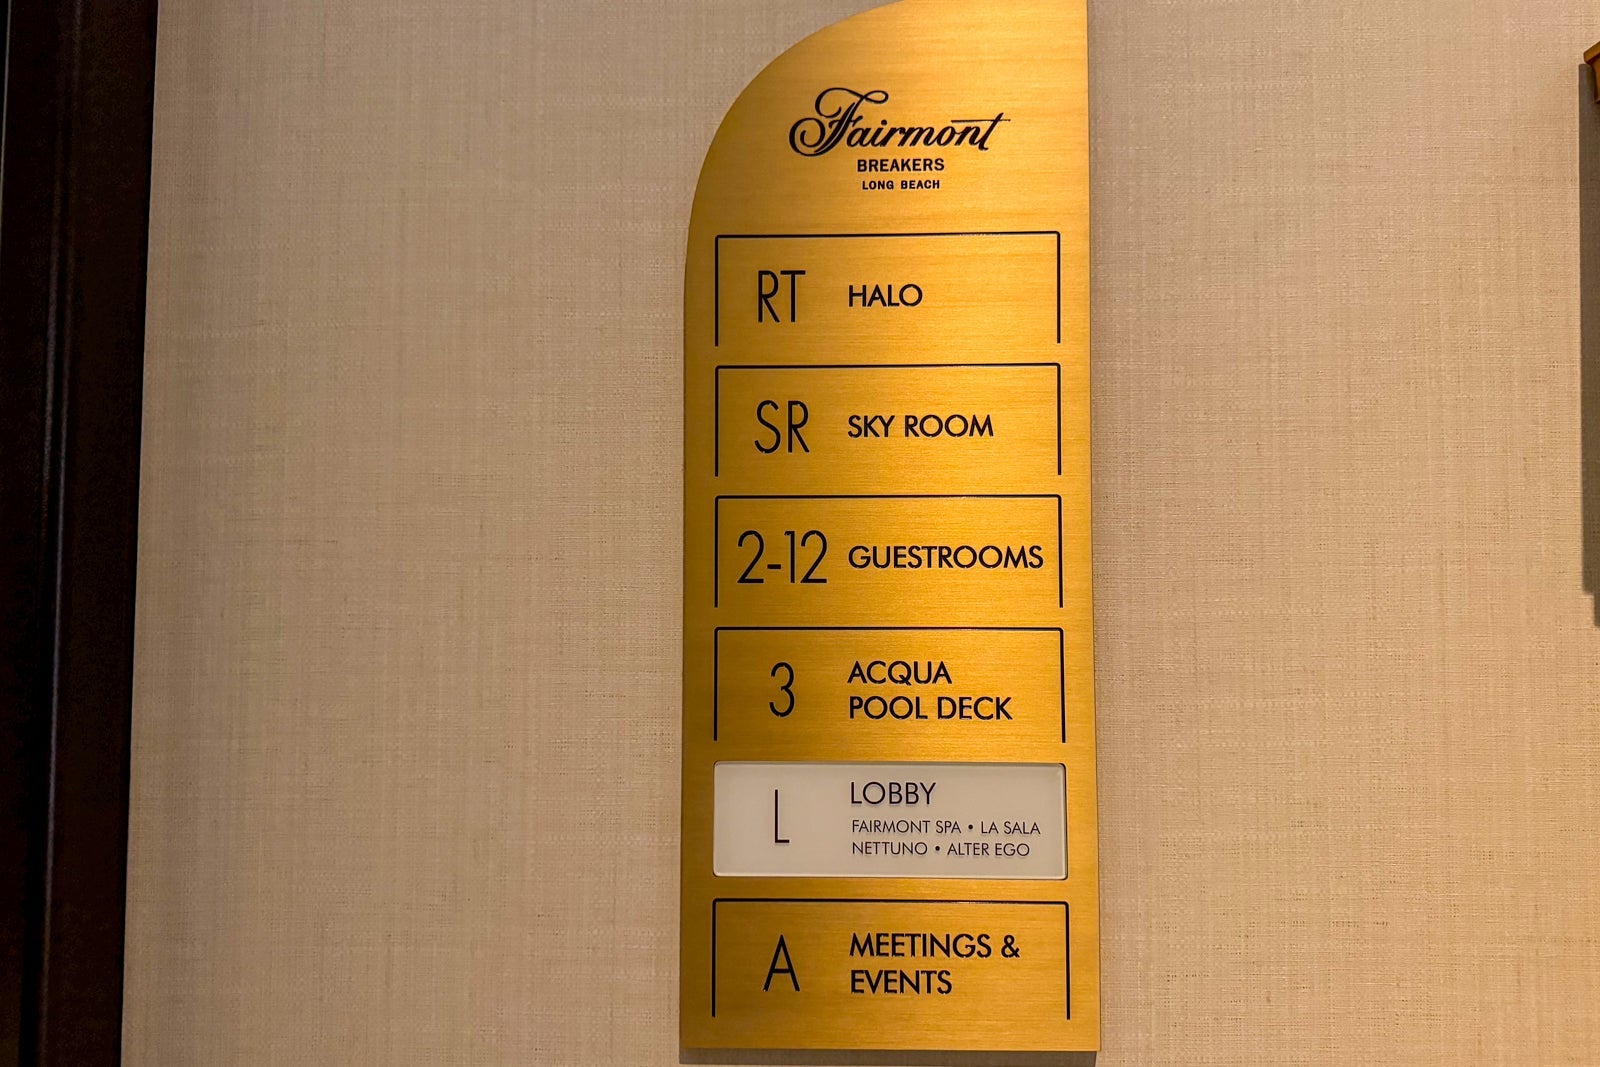 Fairmont
BREAKERS
LONG BEACH
RT HALO
SR SKY ROOM
2-12 GUESTROOMS
3 ACQUA
POOL DECK
L LOBBY
FAIRMONT SPA • LA SALA
NETTUNO • ALTER EGO
A MEETINGS &
EVENTS